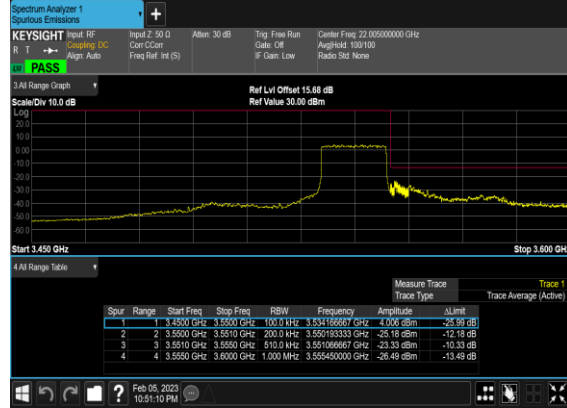 Spectrum Analyzer 1
Spurious Emissions
KEYSIGHT Input: RF Input Z: 50 Ω Atten: 30 dB Trig: Free Run Center Freq: 22.005000000 GHz
R T Coupling: DC Corr CCorr Gate: Off Avg|Hold: 100/100
Align: Auto Freq Ref: Int (S) IF Gain: Low Radio Std: None
PASS
3 All Range Graph
Ref Lvl Offset 15.68 dB
Scale/Div 10.0 dB Ref Value 30.00 dBm
Log
20.0
10.0
0.00
-10.0
-20.0
-30.0
-40.0
-50.0
-60.0
Start 3.450 GHz Stop 3.600 GHz
4 All Range Table
Measure Trace Trace 1
Trace Type Trace Average (Active)
Spur Range Start Freq Stop Freq RBW Frequency Amplitude ΔLimit
1 1 3.4500 GHz 3.5500 GHz 100.0 kHz 3.534166667 GHz 4.006 dBm -25.99 dB
2 2 3.5500 GHz 3.5510 GHz 200.0 kHz 3.550193333 GHz -25.18 dBm -12.18 dB
3 3 3.5510 GHz 3.5550 GHz 510.0 kHz 3.551066667 GHz -23.33 dBm -10.33 dB
4 4 3.5550 GHz 3.6000 GHz 1.000 MHz 3.555450000 GHz -26.49 dBm -13.49 dB
Feb 05, 2023
10:51:10 PM